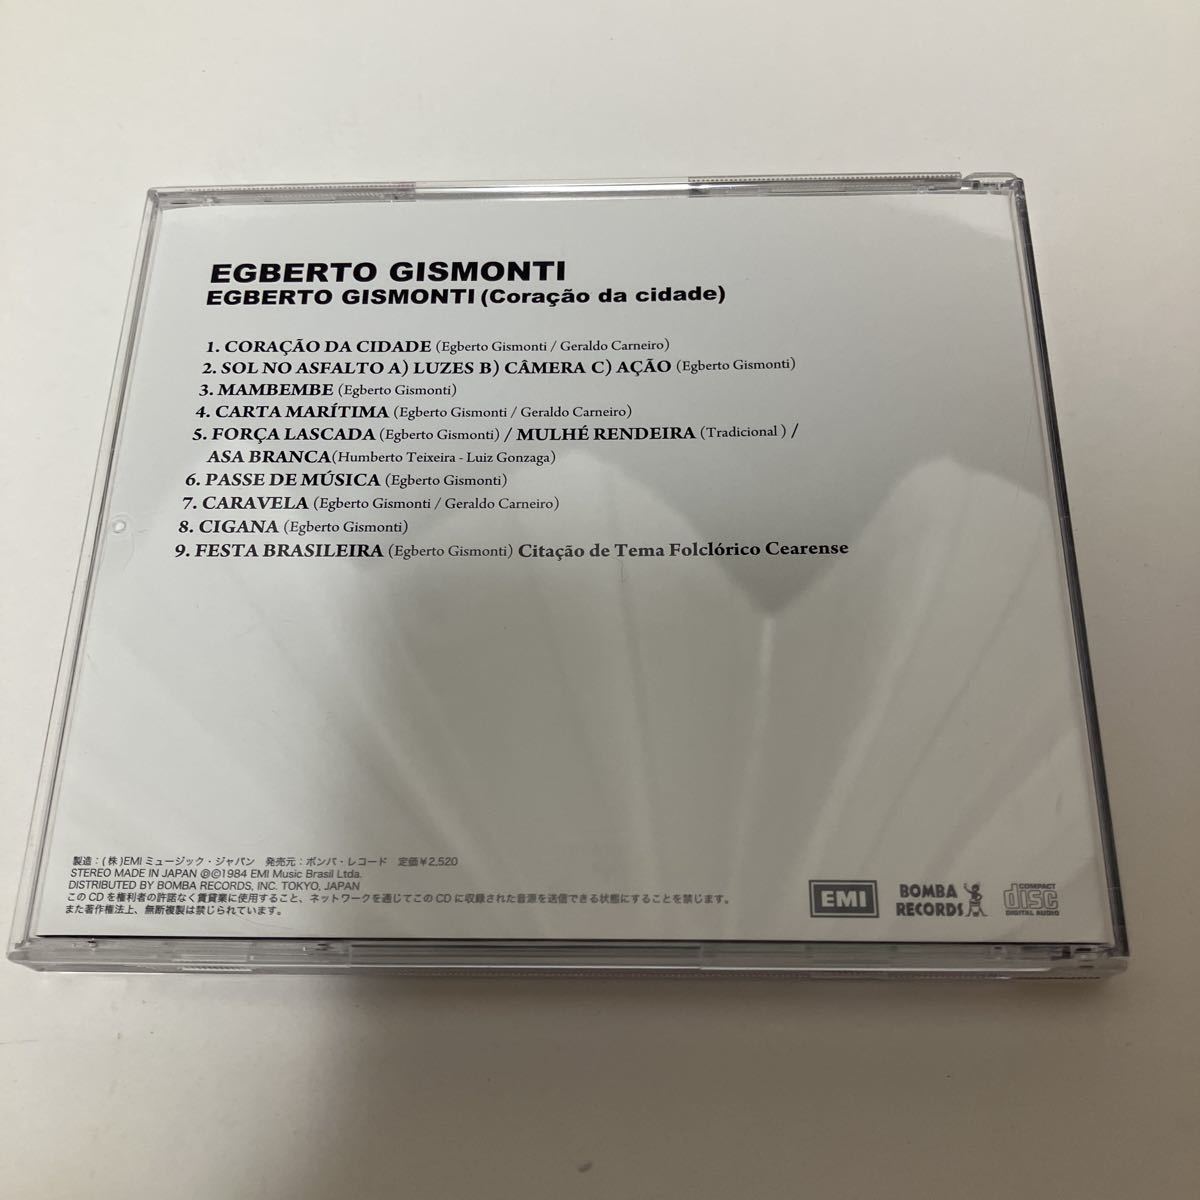 EGBERTO GISMONTI
EGBERTO GISMONTI (Coração da cidade)
1. CORAÇÃO DA CIDADE (Egberto Gismonti / Geraldo Carneiro)
2. SOL NO ASFALTO A) LUZES B) CÂMERA C) AÇÃO (Egberto Gismonti)
3. MAMBEMBE (Egberto Gismonti)
4. CARTA MARÍTIMA (Egberto Gismonti / Geraldo Carneiro)
5. FORÇA LASCADA (Egberto Gismonti) / MULHÉ RENDEIRA (Tradicional ) /
ASA BRANCA(Humberto Teixeira - Luiz Gonzaga)
6. PASSE DE MÚSICA (Egberto Gismonti)
7. CARAVELA (Egberto Gismonti / Geraldo Carneiro)
8. CIGANA (Egberto Gismonti)
9. FESTA BRASILEIRA (Egberto Gismonti) Citação de Tema Folclórico Cearense
製造：(株)EMIミュージック・ジャパン 発売元：ボンバ・レコード 定価¥2,520
STEREO MADE IN JAPAN ℗©1984 EMI Music Brasil Ltda.
DISTRIBUTED BY BOMBA RECORDS, INC. TOKYO, JAPAN
このCDを権利者の許諾なく賃貸業に使用すること、ネットワークを通じてこのCDに収録された音源を送信できる状態にすることを禁じます。
また著作権法上、無断複製は禁じられています。
EMI
BOMBA
RECORDS
COMPACT
disc
DIGITAL AUDIO